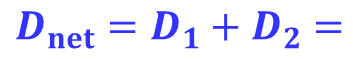 D_net = D_1 + D_2 =